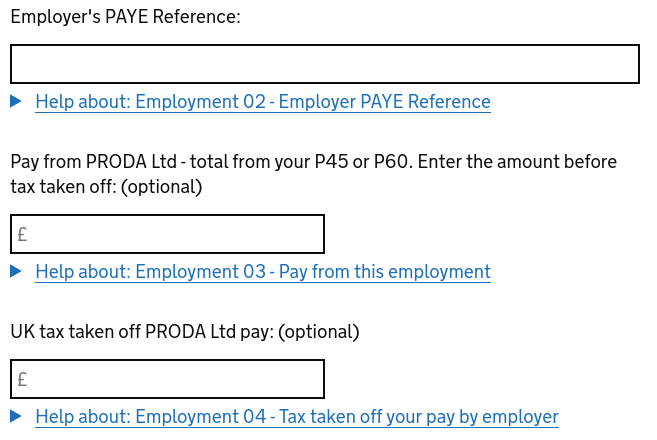 Employer's PAYE Reference:
Help about: Employment 02 - Employer PAYE Reference
Pay from PRODA Ltd - total from your P45 or P60. Enter the amount before
tax taken off: (optional)
£
Help about: Employment 03 - Pay from this employment
UK tax taken off PRODA Ltd pay: (optional)
£
Help about: Employment 04 - Tax taken off your pay by employer